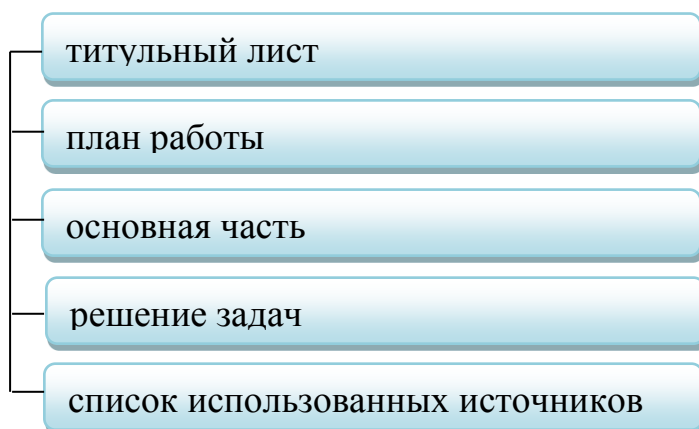 титульный лист
план работы
основная часть
решение задач
список использованных источников